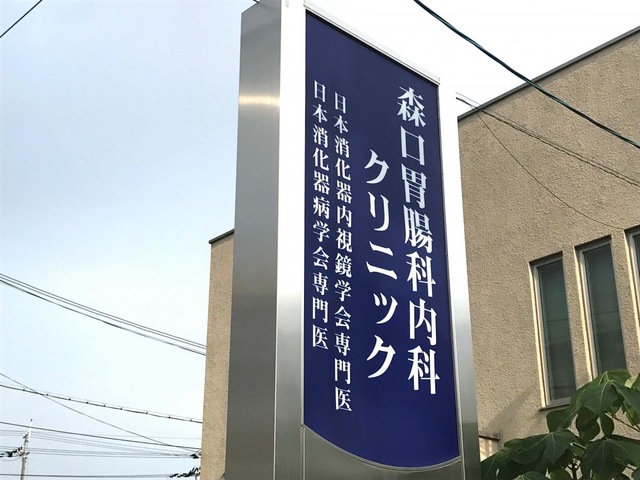 森口胃腸科内科
クリニック
日本消化器内視鏡学会専門医
日本消化器病学会専門医